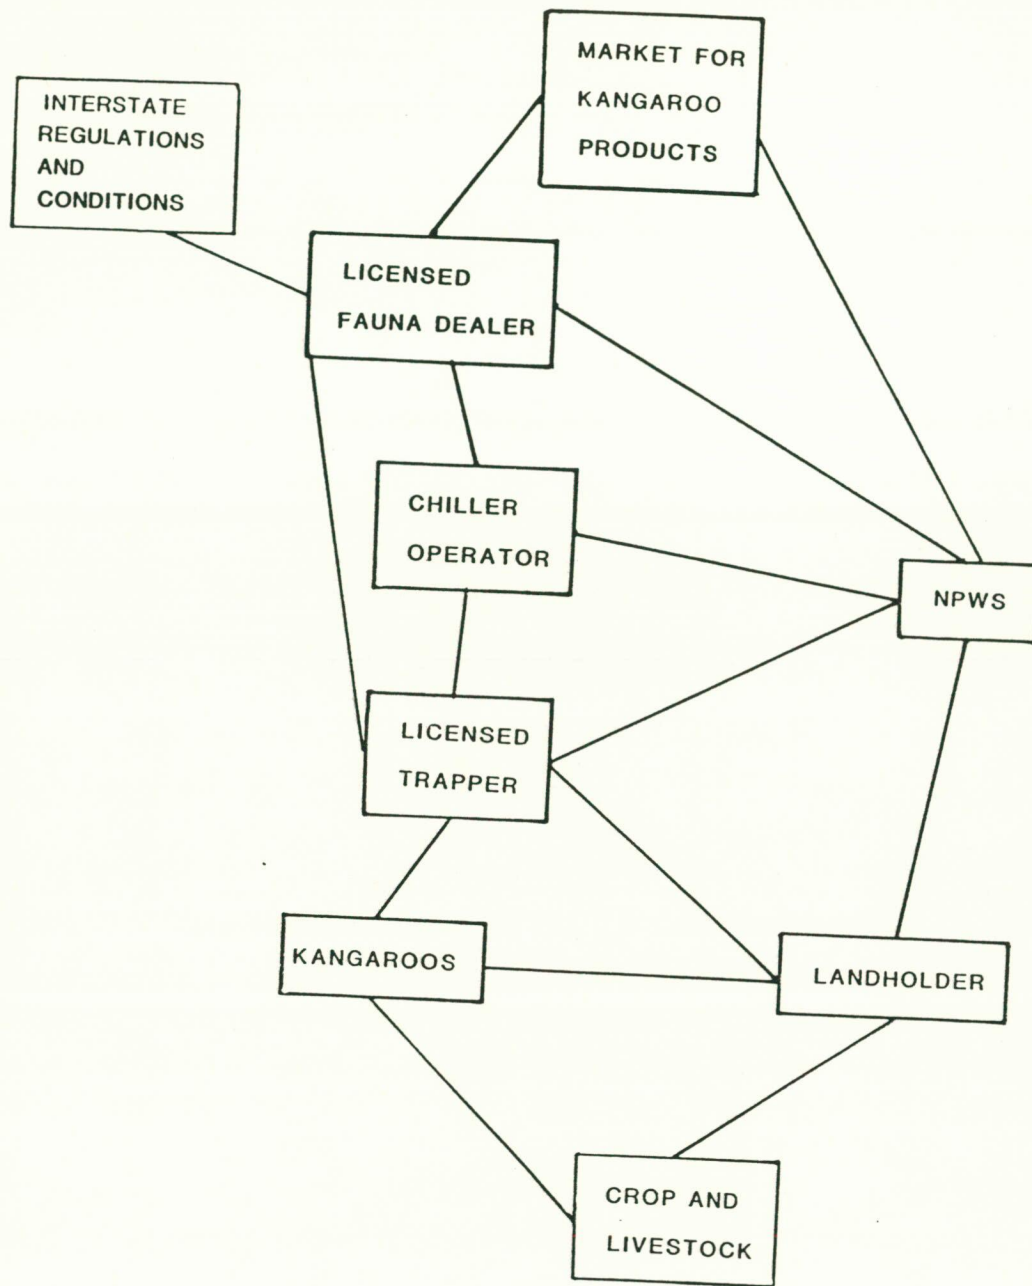 MARKET FOR
KANGAROO
PRODUCTS
INTERSTATE
REGULATIONS
AND
CONDITIONS
LICENSED
FAUNA DEALER
CHILLER
OPERATOR
NPWS
LICENSED
TRAPPER
KANGAROOS
LANDHOLDER
CROP AND
LIVESTOCK